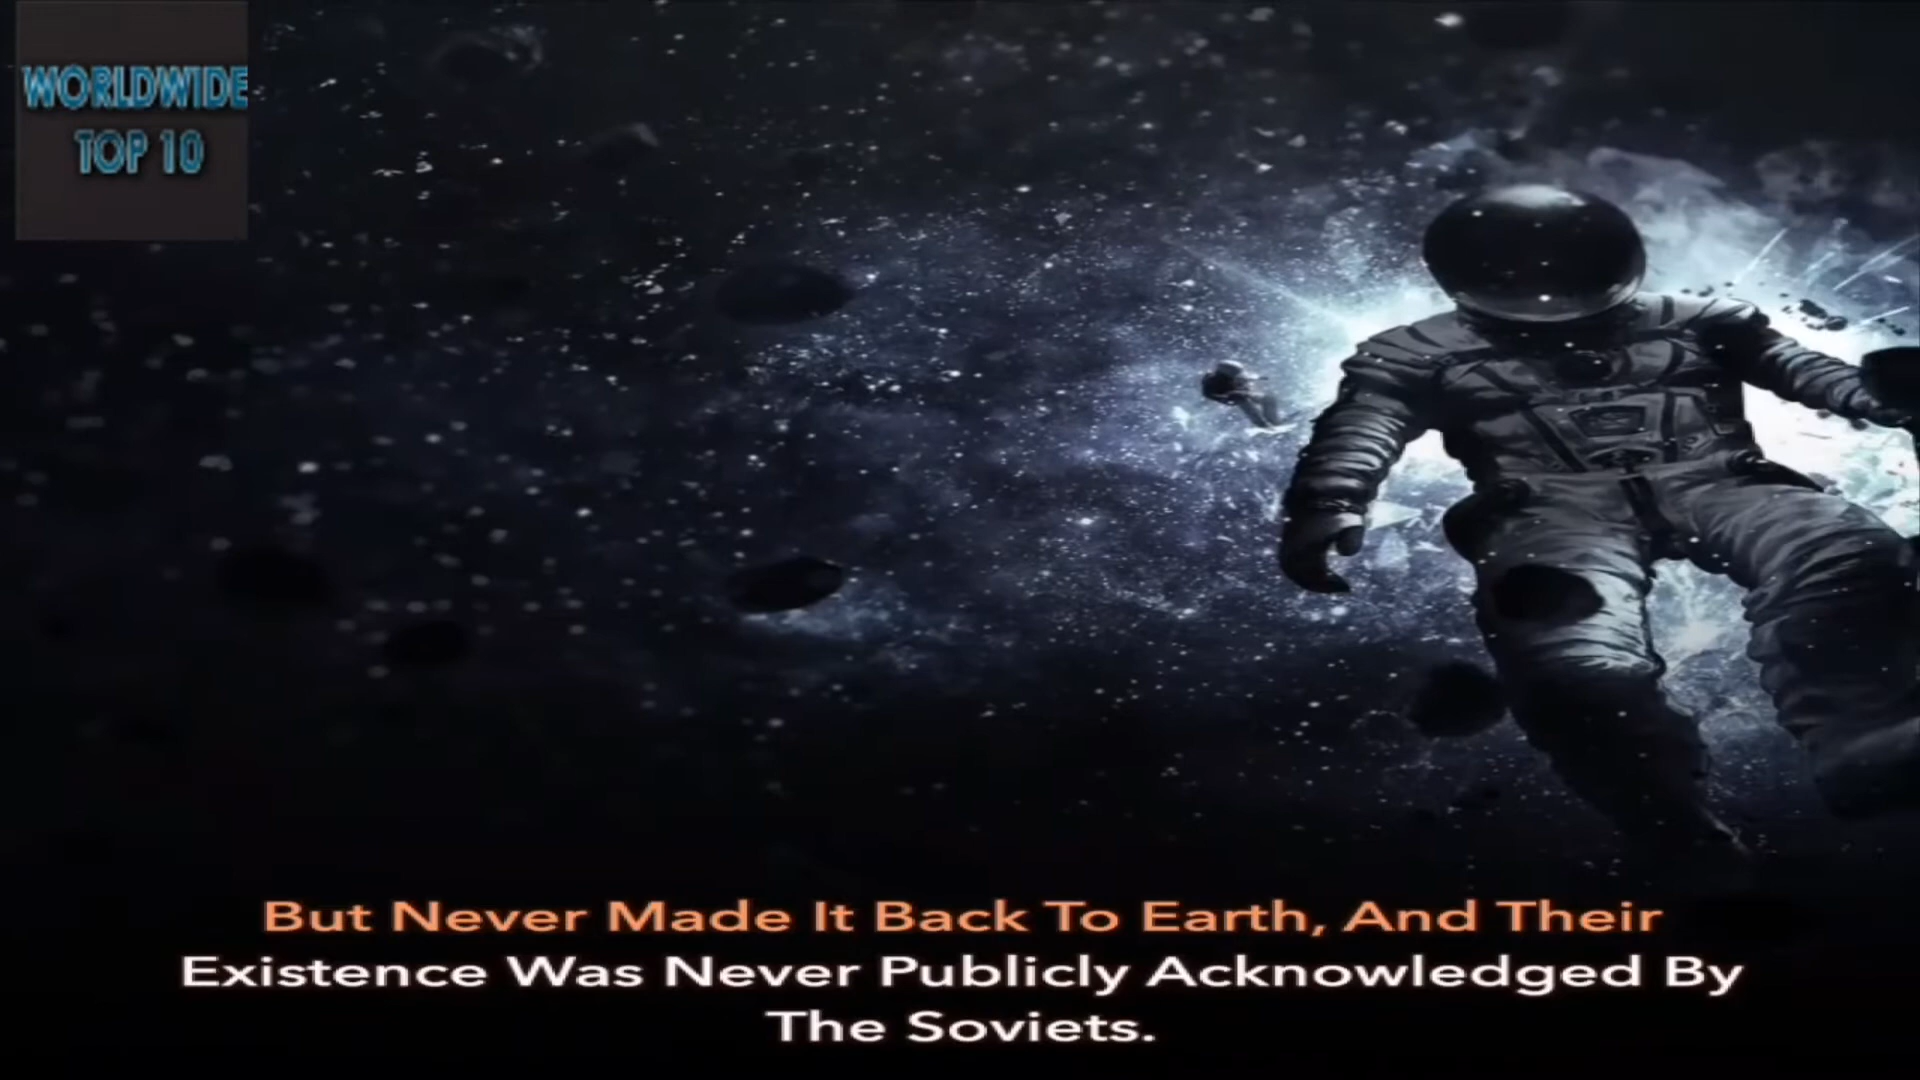 WORLDWIDE
TOP 10
But Never Made It Back To Earth, And Their
Existence Was Never Publicly Acknowledged By
The Soviets.